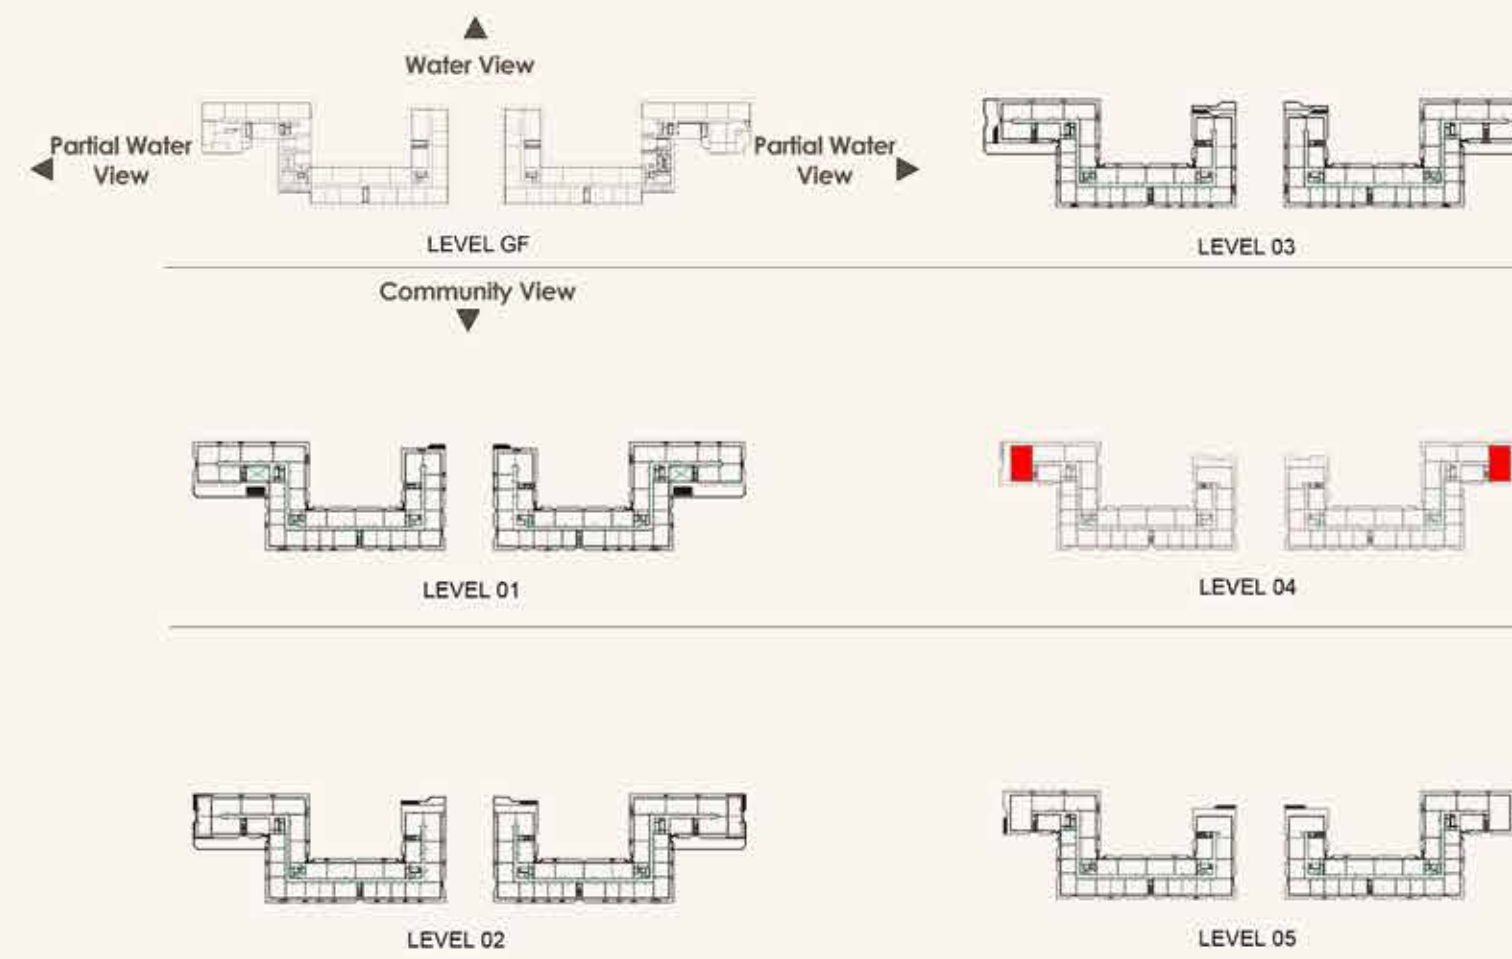 Water View
Partial Water
View
Partial Water
View
LEVEL GF
LEVEL 03
Community View
LEVEL 01
LEVEL 04
LEVEL 02
LEVEL 05